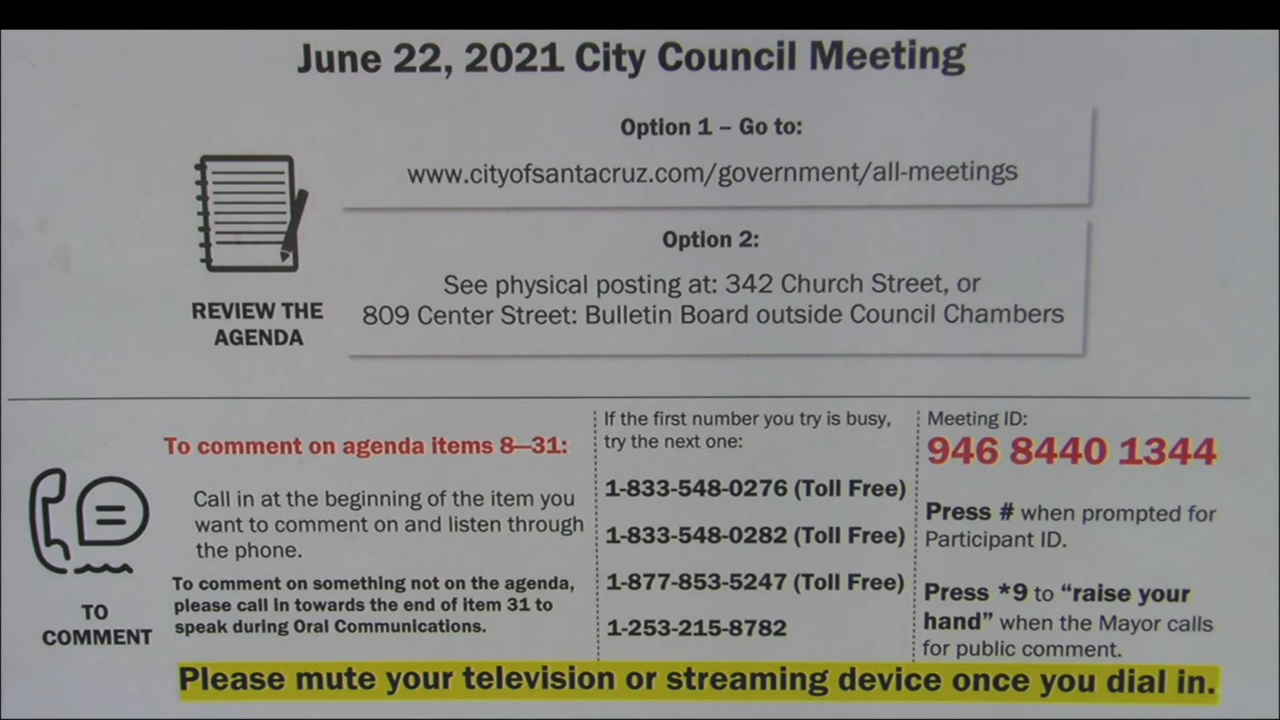 June 22, 2021 City Council Meeting
Option 1 – Go to:
www.cityofsantacruz.com/government/all-meetings
Option 2:
See physical posting at: 342 Church Street, or
809 Center Street: Bulletin Board outside Council Chambers
REVIEW THE
AGENDA
To comment on agenda items 8—31:
Call in at the beginning of the item you
want to comment on and listen through
the phone.
To comment on something not on the agenda,
please call in towards the end of item 31 to
speak during Oral Communications.
TO
COMMENT
If the first number you try is busy,
try the next one:
1-833-548-0276 (Toll Free)
1-833-548-0282 (Toll Free)
1-877-853-5247 (Toll Free)
1-253-215-8782
Meeting ID:
946 8440 1344
Press # when prompted for
Participant ID.
Press *9 to “raise your
hand” when the Mayor calls
for public comment.
Please mute your television or streaming device once you dial in.